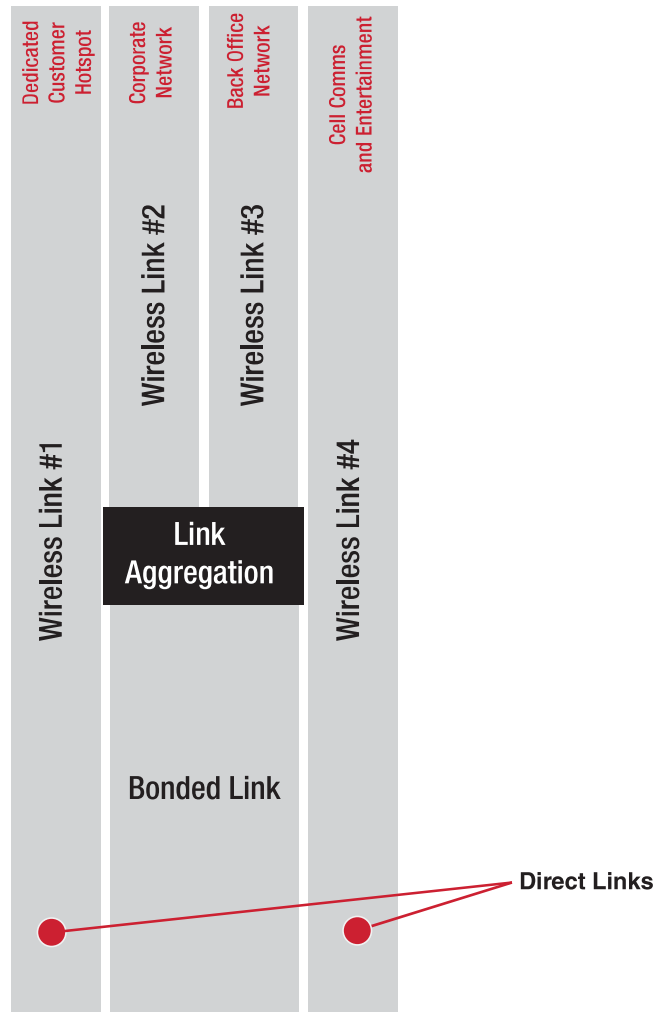 Dedicated
Customer
Hotspot
Corporate
Network
Back Office
Network
Cell Comms
and Entertainment
Wireless Link #1
Wireless Link #2
Wireless Link #3
Wireless Link #4
Link
Aggregation
Bonded Link
Direct Links